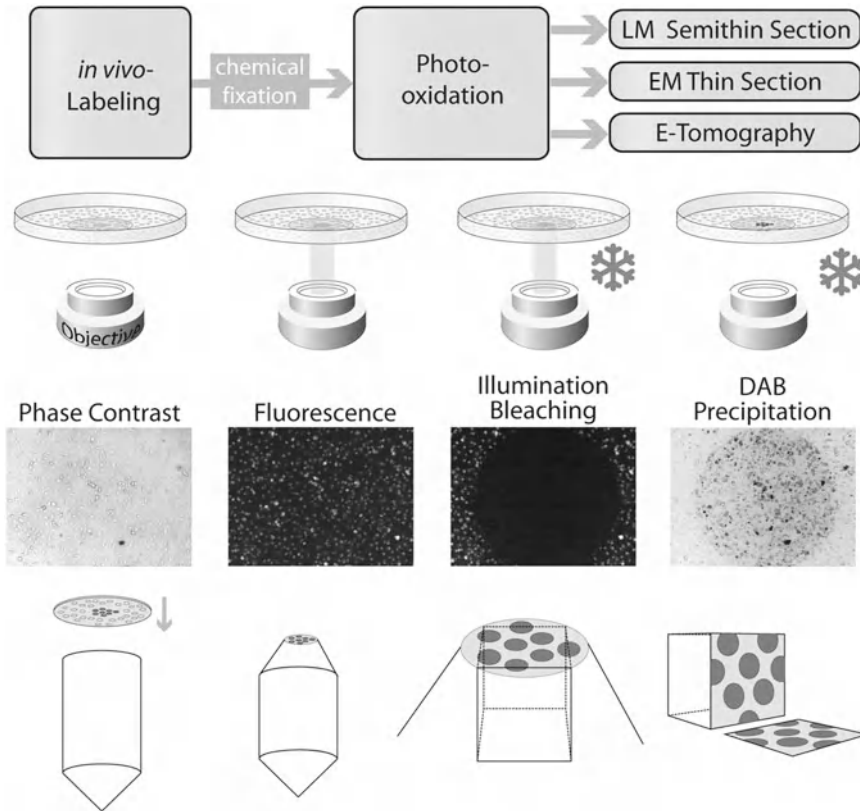 in vivo-
Labeling
chemical
fixation
Photo-
oxidation
LM Semithin Section
EM Thin Section
E-Tomography
Objective
Phase Contrast
Fluorescence
Illumination
Bleaching
DAB
Precipitation